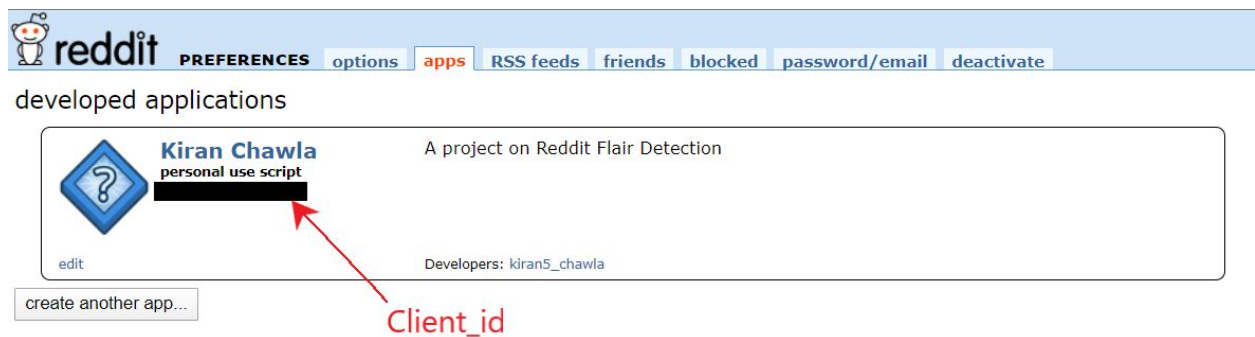 reddit PREFERENCES options apps RSS feeds friends blocked password/email deactivate
developed applications
Kiran Chawla A project on Reddit Flair Detection
personal use script
?
edit Developers: kiran5_chawla
create another app...
Client_id